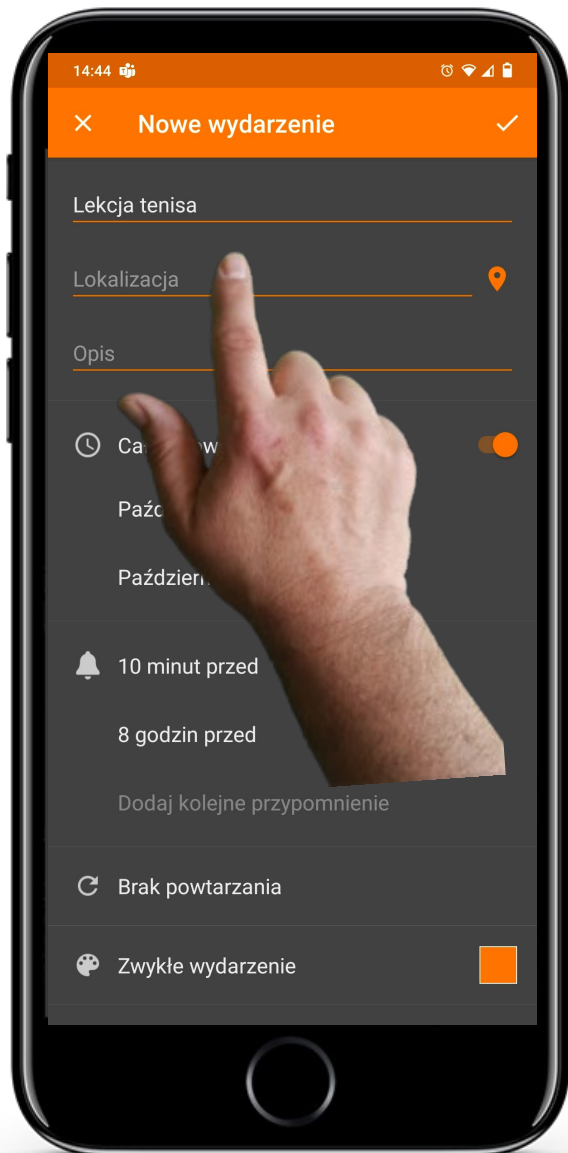 14:44
Nowe wydarzenie
Lekcja tenisa
Lokalizacja
Opis
10 minut przed
8 godzin przed
Dodaj kolejne przypomnienie
Brak powtarzania
Zwykłe wydarzenie